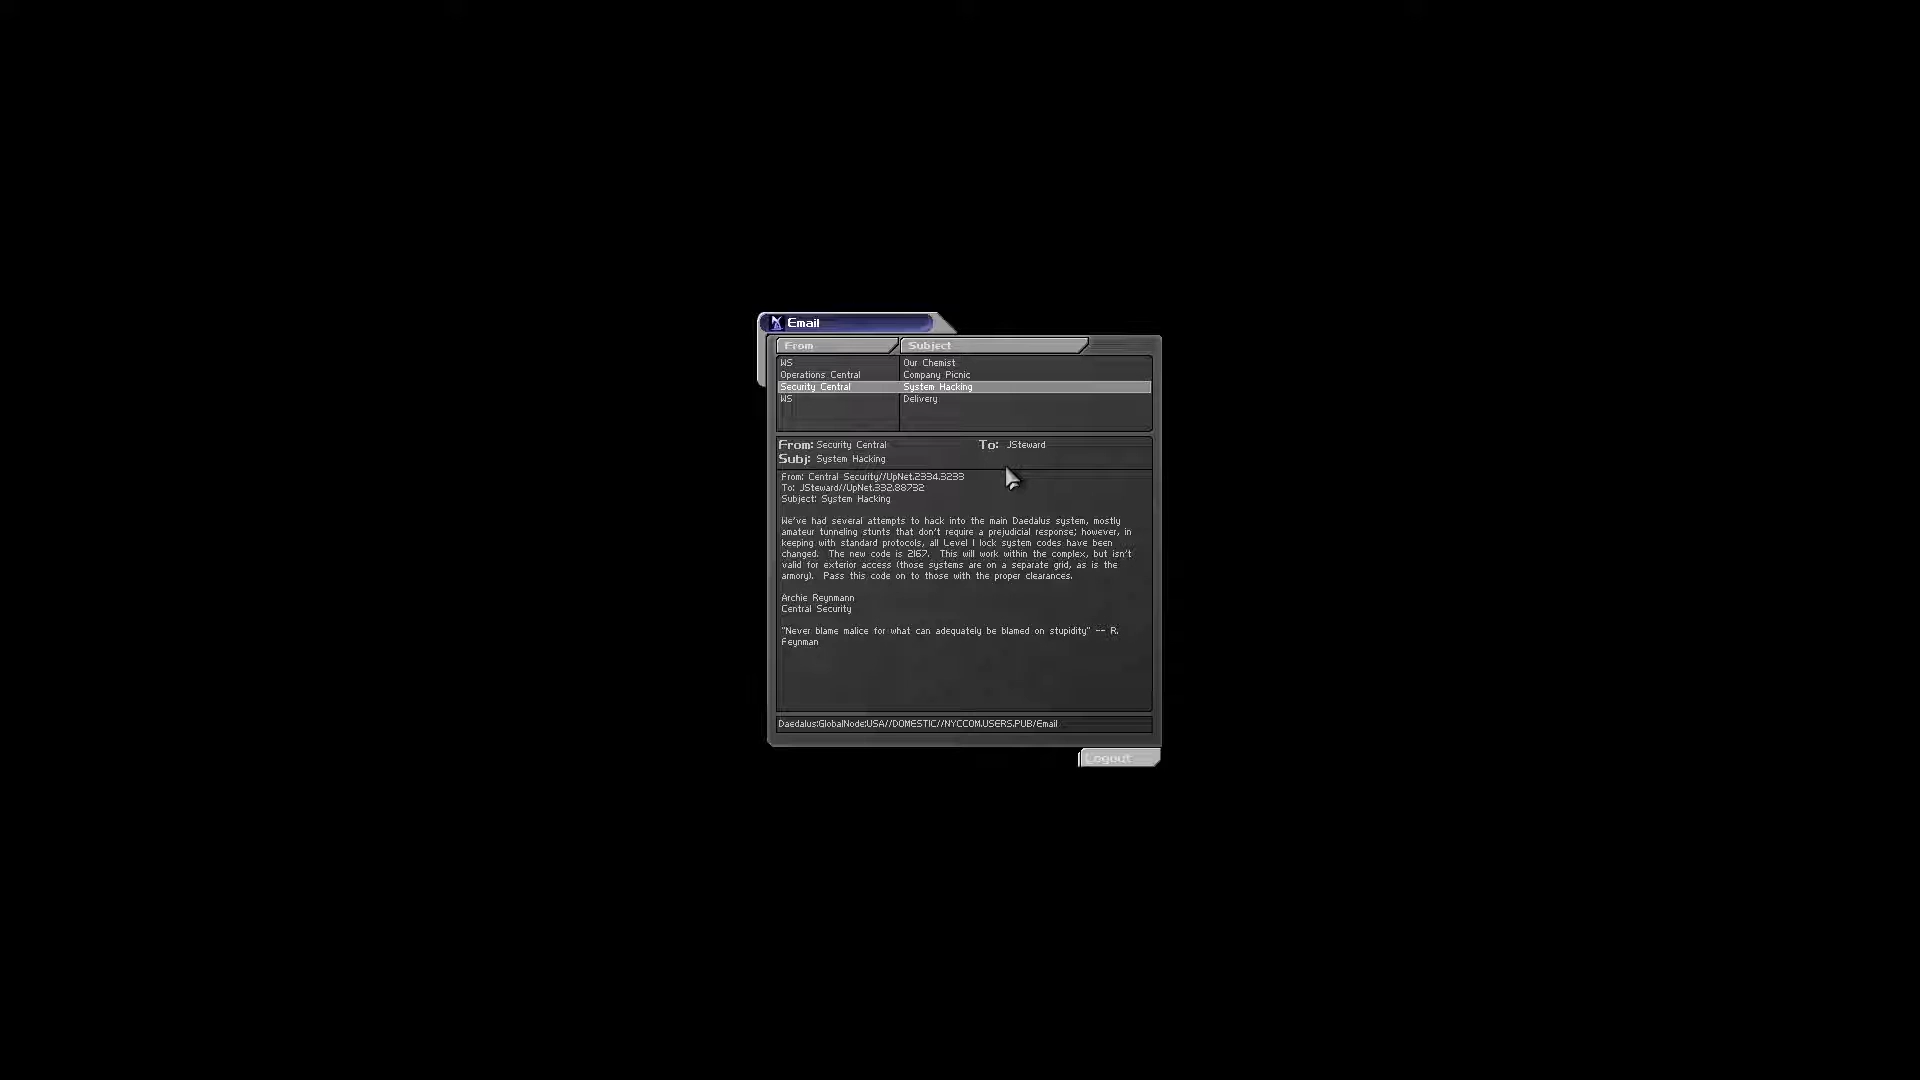 Email
From Subject
WS Our Chemist
Operations Central Company Picnic
Security Central System Hacking
WS Delivery
From: Security Central To: JSteward
Subj: System Hacking
From: Central Security//UpNet.2334.3233
To: JSteward//UpNet.332.88732
Subject: System Hacking
We've had several attempts to hack into the main Daedalus system, mostly
amateur tunneling stunts that don't require a prejudicial response; however, in
keeping with standard protocols, all Level 1 lock system codes have been
changed. The new code is 2167. This will work within the complex, but isn't
valid for exterior access (those systems are on a separate grid, as is the
armory). Pass this code on to those with the proper clearances.
Archie Reynmann
Central Security
"Never blame malice for what can adequately be blamed on stupidity" -- R.
Feynman
Daedalus:GlobalNode:USA//DOMESTIC//NYCCOM.USERS.PUB/Email
Logout